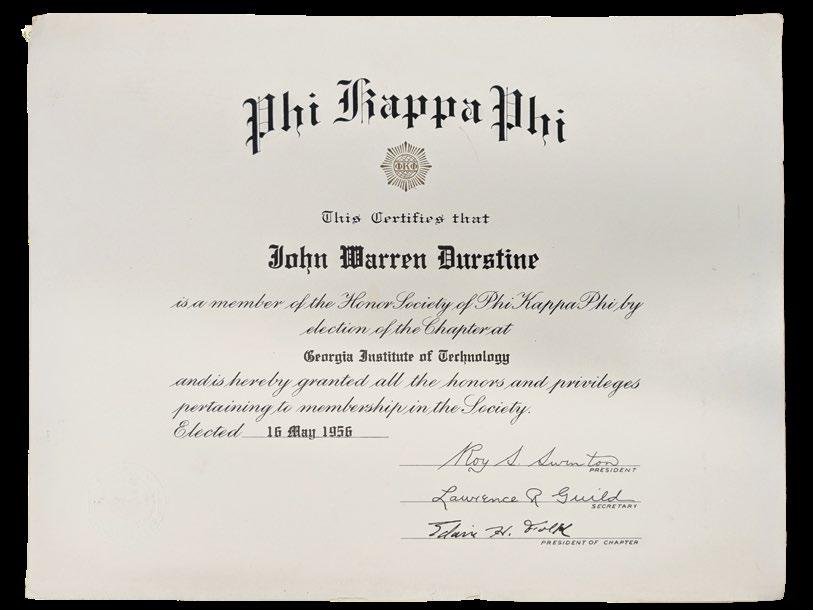 Phi Kappa Phi
ΦΚΦ
This Certifies that
John Warren Durstine
is a member of the Honor Society of Phi Kappa Phi by
election of the Chapter at
Georgia Institute of Technology
and is hereby granted all the honors and privileges
pertaining to membership in the Society.
Elected 16 May 1956
Roy S. Swinton
PRESIDENT
Lawrence R Guild
SECRETARY
H.
PRESIDENT OF CHAPTER